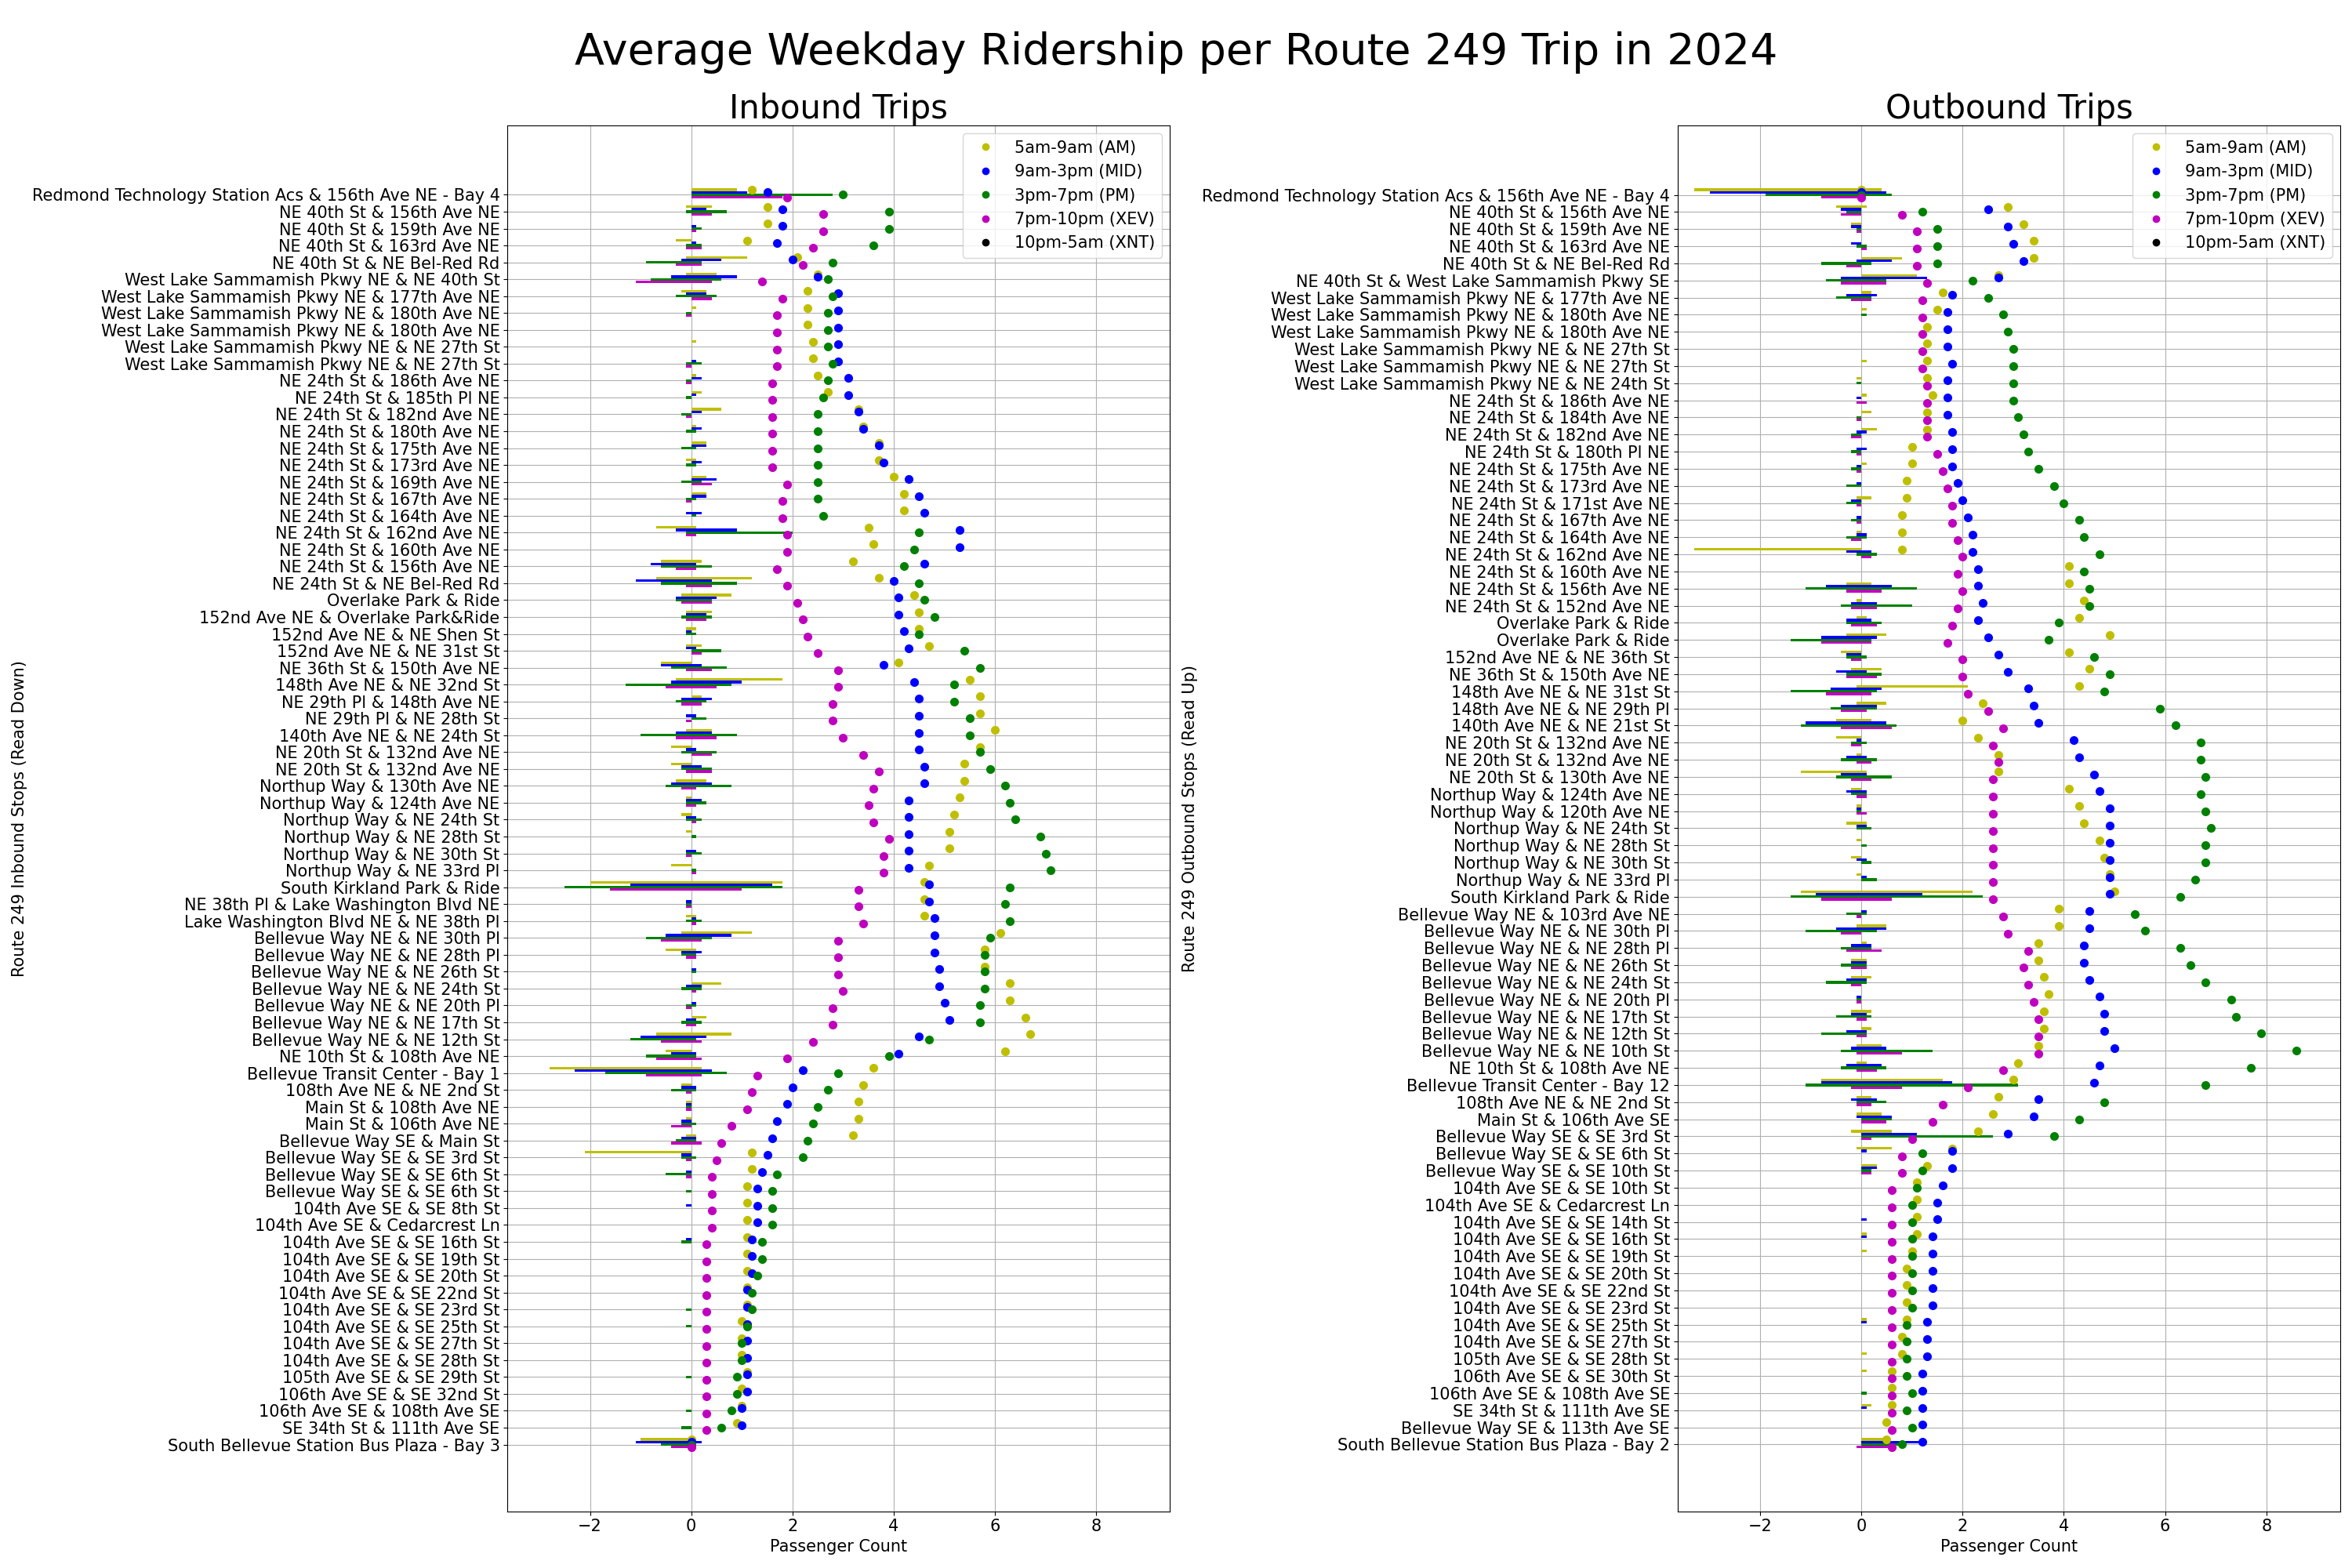 Average Weekday Ridership per Route 249 Trip in 2024
Inbound Trips
5am-9am (AM)
9am-3pm (MID)
3pm-7pm (PM)
7pm-10pm (XEV)
10pm-5am (XNT)
Route 249 Inbound Stops (Read Down)
Redmond Technology Station Acs & 156th Ave NE - Bay 4
NE 40th St & 156th Ave NE
NE 40th St & 159th Ave NE
NE 40th St & 163rd Ave NE
NE 40th St & NE Bel-Red Rd
West Lake Sammamish Pkwy NE & NE 40th St
West Lake Sammamish Pkwy NE & 177th Ave NE
West Lake Sammamish Pkwy NE & 180th Ave NE
West Lake Sammamish Pkwy NE & 180th Ave NE
West Lake Sammamish Pkwy NE & NE 27th St
West Lake Sammamish Pkwy NE & NE 27th St
NE 24th St & 186th Ave NE
NE 24th St & 185th Pl NE
NE 24th St & 182nd Ave NE
NE 24th St & 180th Ave NE
NE 24th St & 175th Ave NE
NE 24th St & 173rd Ave NE
NE 24th St & 169th Ave NE
NE 24th St & 167th Ave NE
NE 24th St & 164th Ave NE
NE 24th St & 162nd Ave NE
NE 24th St & 160th Ave NE
NE 24th St & 156th Ave NE
NE 24th St & NE Bel-Red Rd
Overlake Park & Ride
152nd Ave NE & Overlake Park&Ride
152nd Ave NE & NE Shen St
152nd Ave NE & NE 31st St
NE 36th St & 150th Ave NE
148th Ave NE & NE 32nd St
NE 29th Pl & 148th Ave NE
NE 29th Pl & NE 28th St
140th Ave NE & NE 24th St
NE 20th St & 132nd Ave NE
NE 20th St & 132nd Ave NE
Northup Way & 130th Ave NE
Northup Way & 124th Ave NE
Northup Way & NE 24th St
Northup Way & NE 28th St
Northup Way & NE 30th St
Northup Way & NE 33rd Pl
South Kirkland Park & Ride
NE 38th Pl & Lake Washington Blvd NE
Lake Washington Blvd NE & NE 38th Pl
Bellevue Way NE & NE 30th Pl
Bellevue Way NE & NE 28th Pl
Bellevue Way NE & NE 26th St
Bellevue Way NE & NE 24th St
Bellevue Way NE & NE 20th Pl
Bellevue Way NE & NE 17th St
Bellevue Way NE & NE 12th St
NE 10th St & 108th Ave NE
Bellevue Transit Center - Bay 1
108th Ave NE & NE 2nd St
Main St & 108th Ave NE
Main St & 106th Ave NE
Bellevue Way SE & Main St
Bellevue Way SE & SE 3rd St
Bellevue Way SE & SE 6th St
Bellevue Way SE & SE 6th St
104th Ave SE & SE 8th St
104th Ave SE & Cedarcrest Ln
104th Ave SE & SE 16th St
104th Ave SE & SE 19th St
104th Ave SE & SE 20th St
104th Ave SE & SE 22nd St
104th Ave SE & SE 23rd St
104th Ave SE & SE 25th St
104th Ave SE & SE 27th St
104th Ave SE & SE 28th St
105th Ave SE & SE 29th St
106th Ave SE & SE 32nd St
106th Ave SE & 108th Ave SE
SE 34th St & 111th Ave SE
South Bellevue Station Bus Plaza - Bay 3
−2 0 2 4 6 8
Passenger Count
Outbound Trips
5am-9am (AM)
9am-3pm (MID)
3pm-7pm (PM)
7pm-10pm (XEV)
10pm-5am (XNT)
Route 249 Outbound Stops (Read Up)
Redmond Technology Station Acs & 156th Ave NE - Bay 4
NE 40th St & 156th Ave NE
NE 40th St & 159th Ave NE
NE 40th St & 163rd Ave NE
NE 40th St & NE Bel-Red Rd
NE 40th St & West Lake Sammamish Pkwy SE
West Lake Sammamish Pkwy NE & 177th Ave NE
West Lake Sammamish Pkwy NE & 180th Ave NE
West Lake Sammamish Pkwy NE & 180th Ave NE
West Lake Sammamish Pkwy NE & NE 27th St
West Lake Sammamish Pkwy NE & NE 27th St
West Lake Sammamish Pkwy NE & NE 24th St
NE 24th St & 186th Ave NE
NE 24th St & 184th Ave NE
NE 24th St & 182nd Ave NE
NE 24th St & 180th Pl NE
NE 24th St & 175th Ave NE
NE 24th St & 173rd Ave NE
NE 24th St & 171st Ave NE
NE 24th St & 167th Ave NE
NE 24th St & 164th Ave NE
NE 24th St & 162nd Ave NE
NE 24th St & 160th Ave NE
NE 24th St & 156th Ave NE
NE 24th St & 152nd Ave NE
Overlake Park & Ride
Overlake Park & Ride
152nd Ave NE & NE 36th St
NE 36th St & 150th Ave NE
148th Ave NE & NE 31st St
148th Ave NE & NE 29th Pl
140th Ave NE & NE 21st St
NE 20th St & 132nd Ave NE
NE 20th St & 132nd Ave NE
NE 20th St & 130th Ave NE
Northup Way & 124th Ave NE
Northup Way & 120th Ave NE
Northup Way & NE 24th St
Northup Way & NE 28th St
Northup Way & NE 30th St
Northup Way & NE 33rd Pl
South Kirkland Park & Ride
Bellevue Way NE & 103rd Ave NE
Bellevue Way NE & NE 30th Pl
Bellevue Way NE & NE 28th Pl
Bellevue Way NE & NE 26th St
Bellevue Way NE & NE 24th St
Bellevue Way NE & NE 20th Pl
Bellevue Way NE & NE 17th St
Bellevue Way NE & NE 12th St
Bellevue Way NE & NE 10th St
NE 10th St & 108th Ave NE
Bellevue Transit Center - Bay 12
108th Ave NE & NE 2nd St
Main St & 106th Ave SE
Bellevue Way SE & SE 3rd St
Bellevue Way SE & SE 6th St
Bellevue Way SE & SE 10th St
104th Ave SE & SE 10th St
104th Ave SE & Cedarcrest Ln
104th Ave SE & SE 14th St
104th Ave SE & SE 16th St
104th Ave SE & SE 19th St
104th Ave SE & SE 20th St
104th Ave SE & SE 22nd St
104th Ave SE & SE 23rd St
104th Ave SE & SE 25th St
104th Ave SE & SE 27th St
105th Ave SE & SE 28th St
106th Ave SE & SE 30th St
106th Ave SE & 108th Ave SE
SE 34th St & 111th Ave SE
Bellevue Way SE & 113th Ave SE
South Bellevue Station Bus Plaza - Bay 2
−2 0 2 4 6 8
Passenger Count